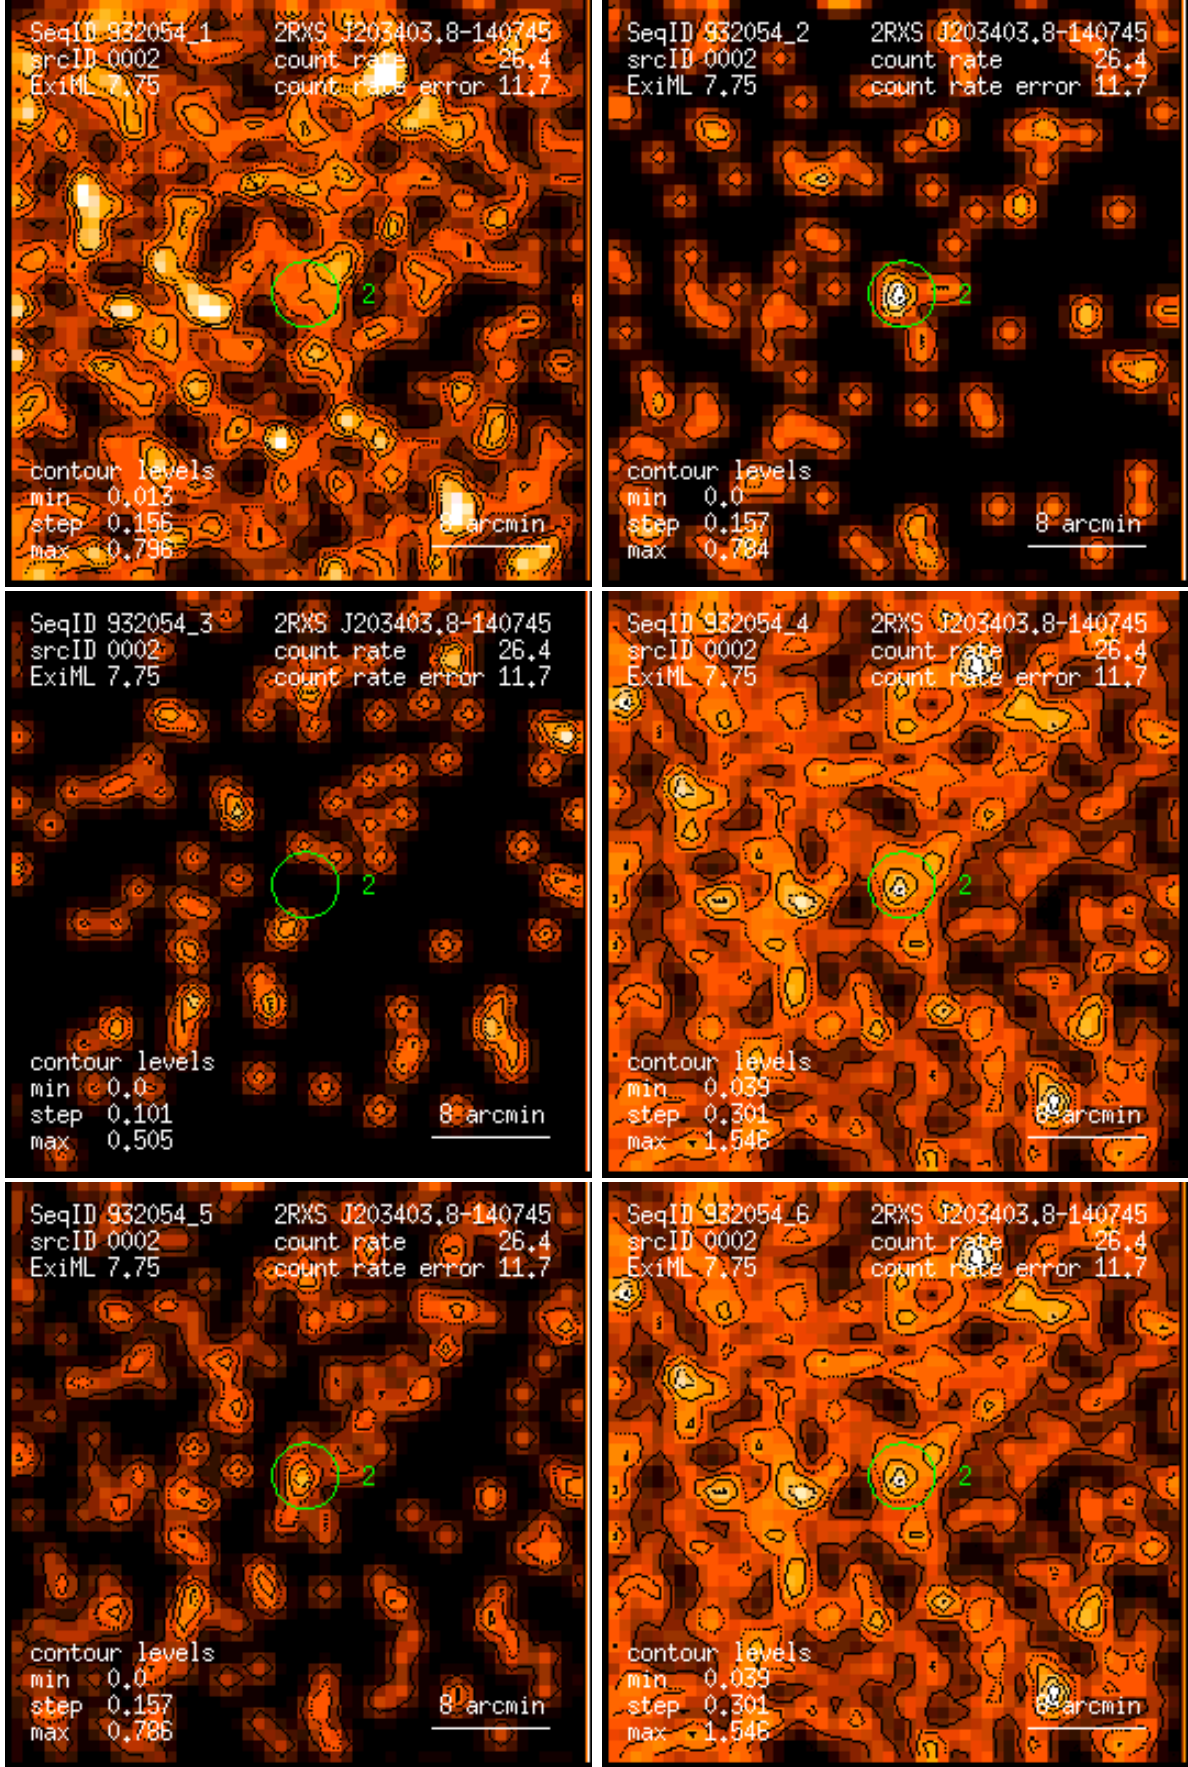 SeqID 932054_1 2RXS J203403.8-140745
srcID 0002 count rate 26.4
ExiML 7.75 count rate error 11.7
2
contour levels
min 0.013
step 0.156 8 arcmin
max 0.796
SeqID 932054_2 2RXS J203403.8-140745
srcID 0002 count rate 26.4
ExiML 7.75 count rate error 11.7
2
contour levels
min 0.0
step 0.157 8 arcmin
max 0.784
SeqID 932054_3 2RXS J203403.8-140745
srcID 0002 count rate 26.4
ExiML 7.75 count rate error 11.7
2
contour levels
min 0.0
step 0.101 8 arcmin
max 0.505
SeqID 932054_4 2RXS J203403.8-140745
srcID 0002 count rate 26.4
ExiML 7.75 count rate error 11.7
2
contour levels
min 0.039
step 0.301 8 arcmin
max 1.546
SeqID 932054_5 2RXS J203403.8-140745
srcID 0002 count rate 26.4
ExiML 7.75 count rate error 11.7
2
contour levels
min 0.0
step 0.157 8 arcmin
max 0.786
SeqID 932054_6 2RXS J203403.8-140745
srcID 0002 count rate 26.4
ExiML 7.75 count rate error 11.7
2
contour levels
min 0.039
step 0.301 8 arcmin
max 1.546